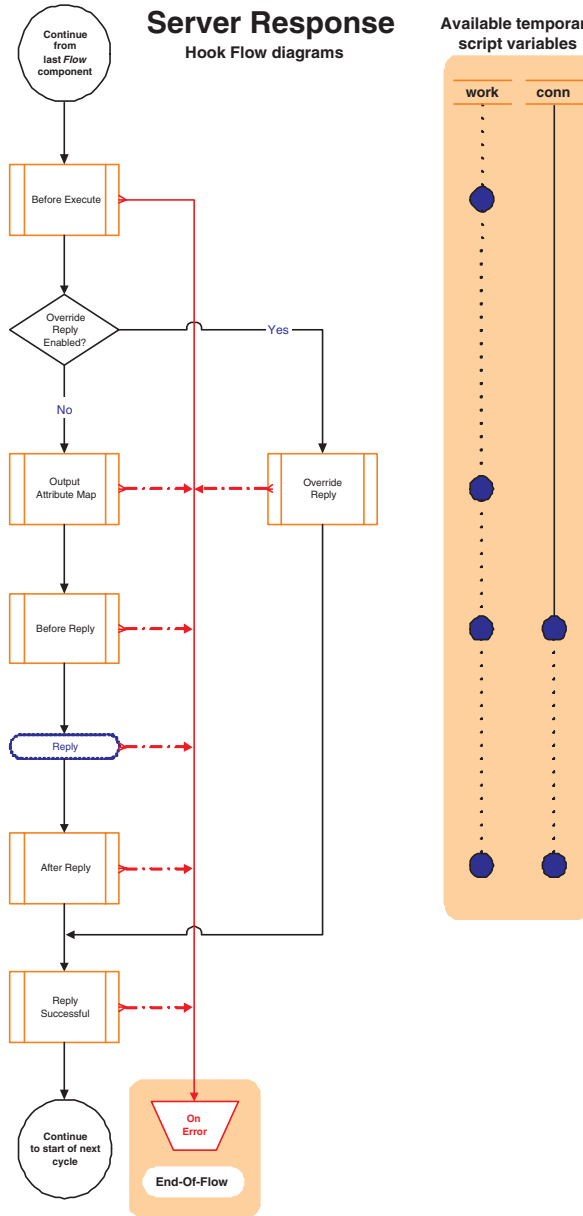 Server Response
Hook Flow diagrams
Available temporar
script variables
Continue
from
last Flow
component
work
conn
Before Execute
Override
Reply
Enabled?
Yes
No
Output
Attribute Map
Override
Reply
Before Reply
Reply
After Reply
Reply
Successful
Continue
to start of next
cycle
On
Error
End-Of-Flow